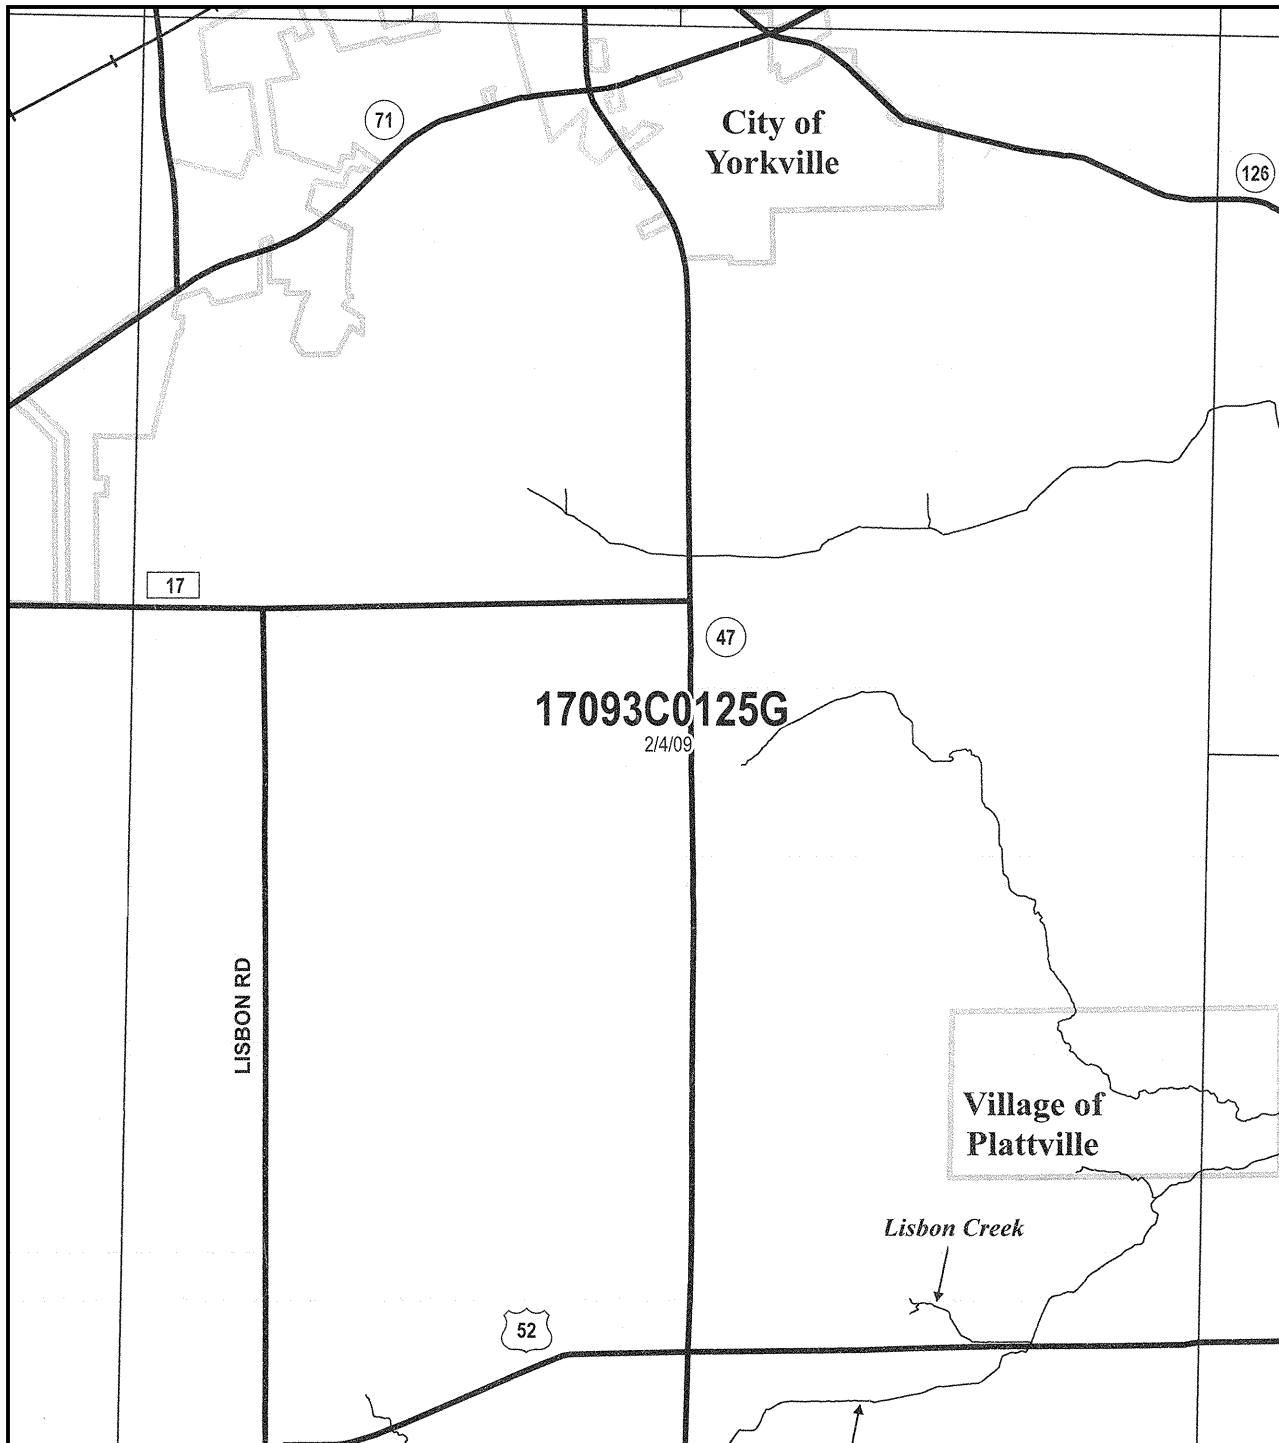 71
City of
Yorkville
126
17
47
17093C0125G
2/4/09
LISBON RD
Village of
Plattville
Lisbon Creek
52